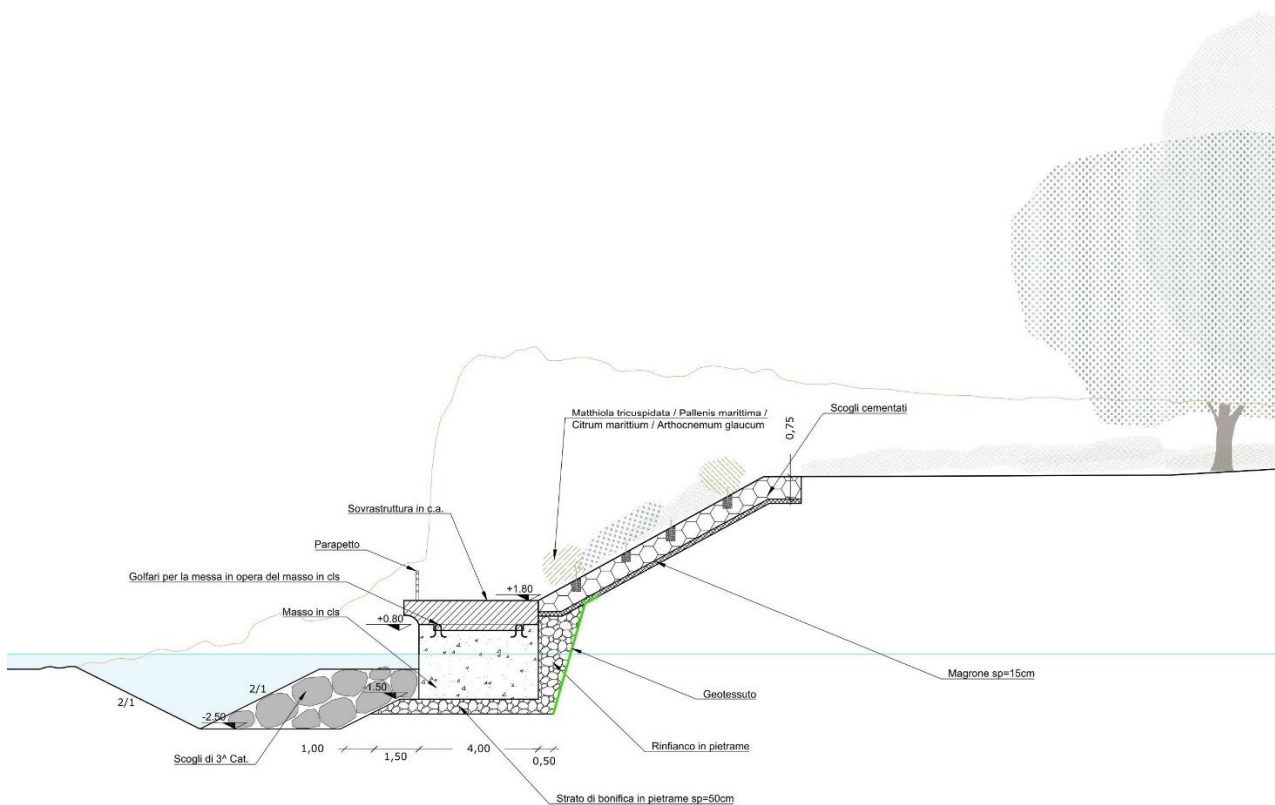 Matthiola tricuspidata / Pallenis marittima /
Citrum marittium / Arthocnemum glaucum
Scogli cementati
0,75
Sovrastruttura in c.a.
Parapetto
Golfari per la messa in opera del masso in cls
+1.80
Masso in cls
+0.80
2/1
2/1
-1.50
-2.50
Magrone sp=15cm
Geotessuto
Rinfianco in pietrame
Scogli di 3^ Cat.
1,00
1,50
4,00
0,50
Strato di bonifica in pietrame sp=50cm